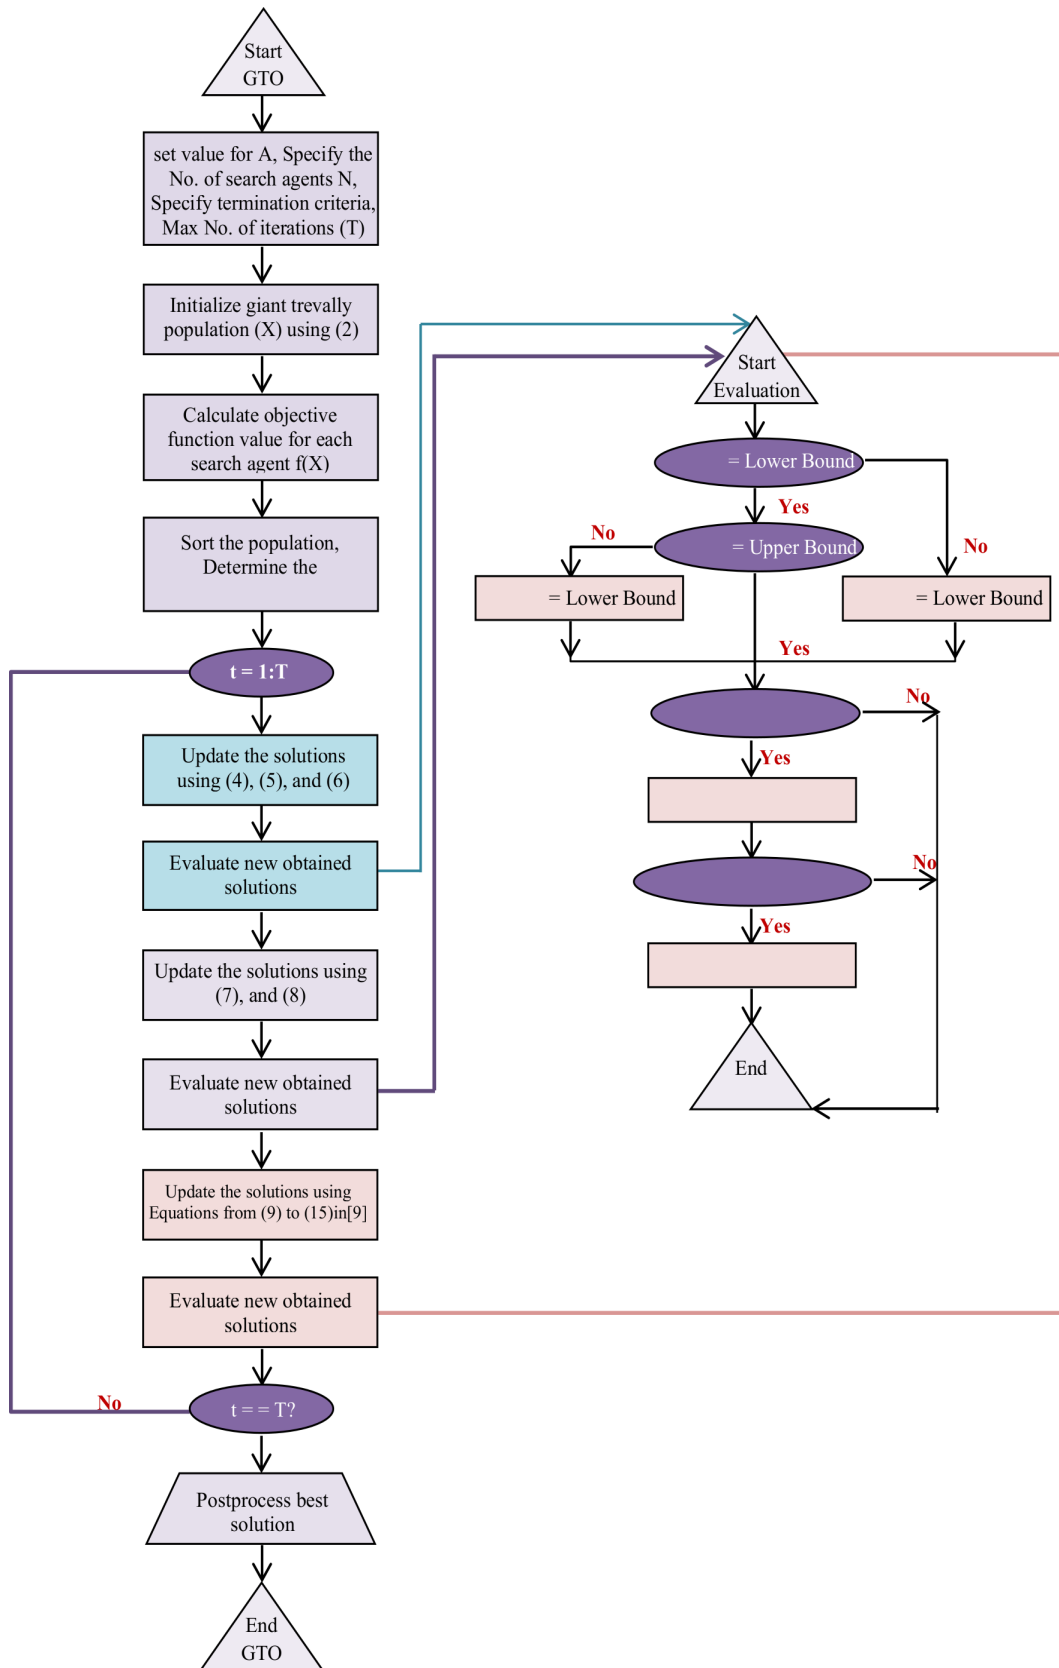 Start
GTO
set value for A, Specify the
No. of search agents N,
Specify termination criteria,
Max No. of iterations (T)
Initialize giant trevally
population (X) using (2)
Calculate objective
function value for each
search agent f(X)
Sort the population,
Determine the
t = 1:T
Update the solutions
using (4), (5), and (6)
Evaluate new obtained
solutions
Update the solutions using
(7), and (8)
Evaluate new obtained
solutions
Update the solutions using
Equations from (9) to (15)in[9]
Evaluate new obtained
solutions
No
t = = T?
Postprocess best
solution
End
GTO
Start
Evaluation
= Lower Bound
Yes
No
= Upper Bound
No
= Lower Bound
= Lower Bound
Yes
No
Yes
No
Yes
End